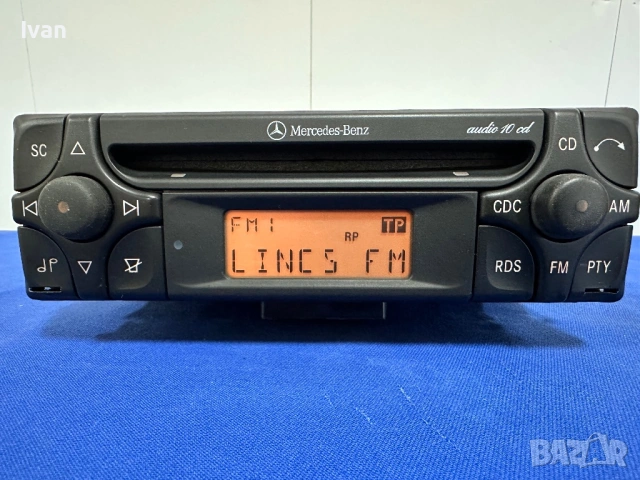 Ivan
Mercedes-Benz
audio 10 cd
SC
CD
CDC
AM
FM1
RP
TP
LINCS FM
RDS
FM
PTY
BAZAR